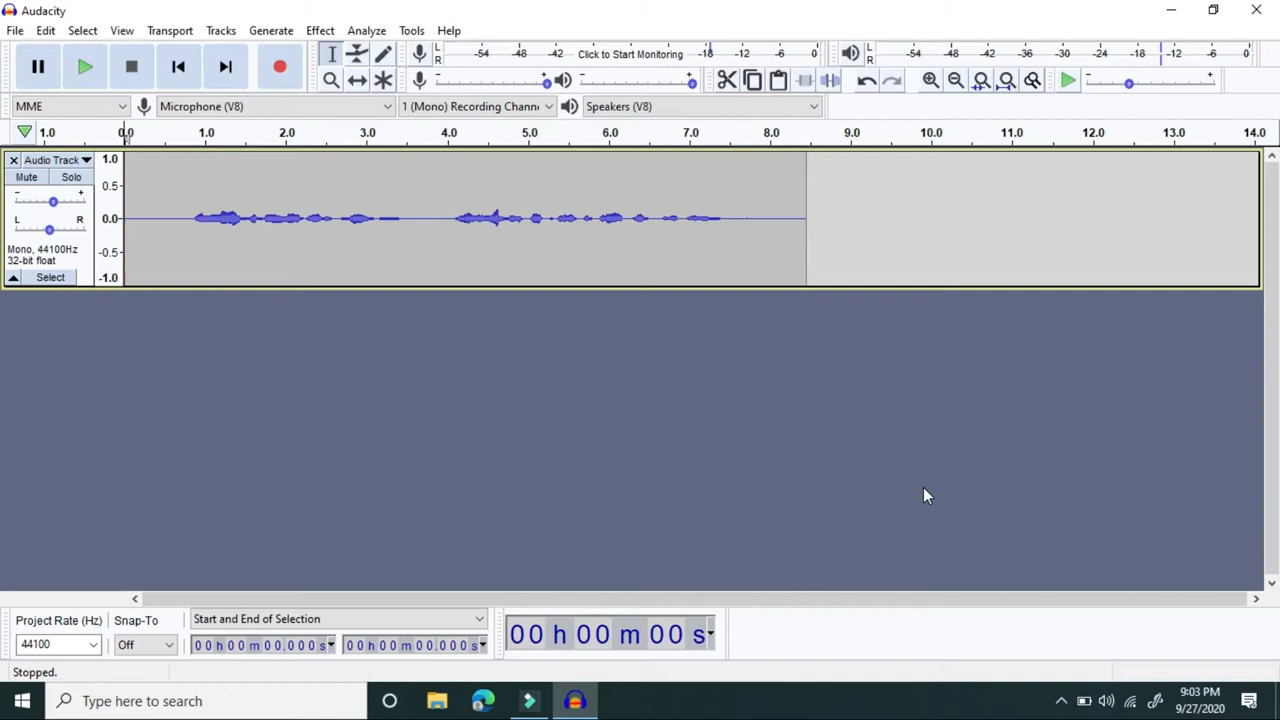 Audacity
File Edit Select View Transport Tracks Generate Effect Analyze Tools Help
L R -54 -48 -42 Click to Start Monitoring -18 -12 -6 0 L R -54 -48 -42 -36 -30 -24 -18 -12 -6 0
MME Microphone (V8) 1 (Mono) Recording Channe Speakers (V8)
1.0 0.0 1.0 2.0 3.0 4.0 5.0 6.0 7.0 8.0 9.0 10.0 11.0 12.0 13.0 14.0
Audio Track 1.0
Mute Solo
0.5
- +
L R 0.0
Mono, 44100Hz
32-bit float -0.5
Select -1.0
Project Rate (Hz) Snap-To Start and End of Selection
44100 Off 00 h 00 m 00.000 s 00 h 00 m 00.000 s 00 h 00 m 00 s
Stopped.
Type here to search
9:03 PM
9/27/2020